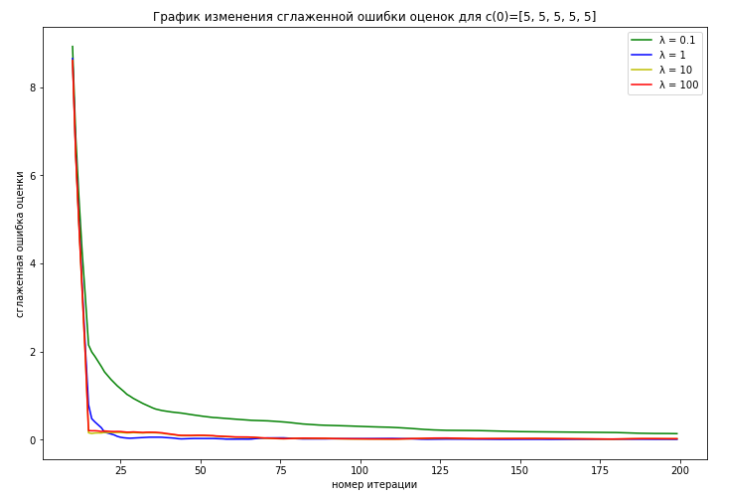 График изменения сглаженной ошибки оценок для c(0)=[5, 5, 5, 5, 5]
λ = 0.1
λ = 1
λ = 10
λ = 100
сглаженная ошибка оценки
8
6
4
2
0
25 50 75 100 125 150 175 200
номер итерации